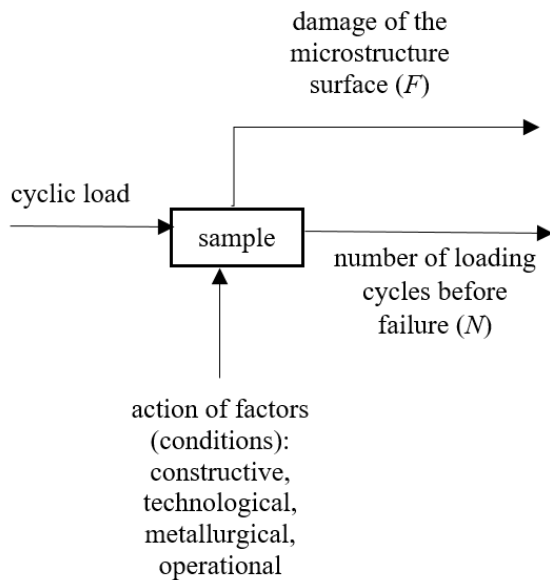 damage of the
microstructure
surface (F)
cyclic load
sample
number of loading
cycles before
failure (N)
action of factors
(conditions):
constructive,
technological,
metallurgical,
operational